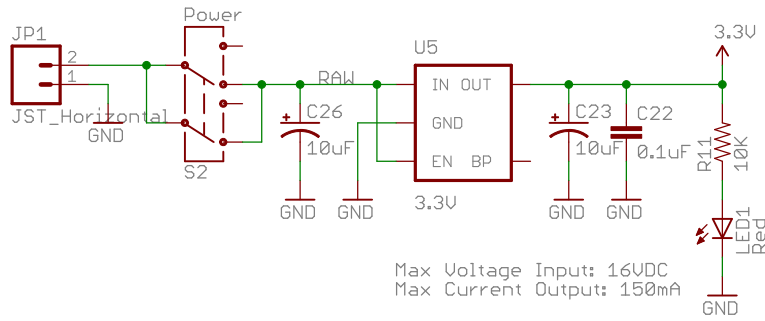 Power
JP1
2
1
JST_Horizontal
GND
S2
RAW
C26
10uF
GND
GND
U5
IN OUT
GND
EN BP
3.3V
C23
10uF
GND
C22
0.1uF
GND
3.3V
R11
10K
LED1
Red
GND
Max Voltage Input: 16VDC
Max Current Output: 150mA